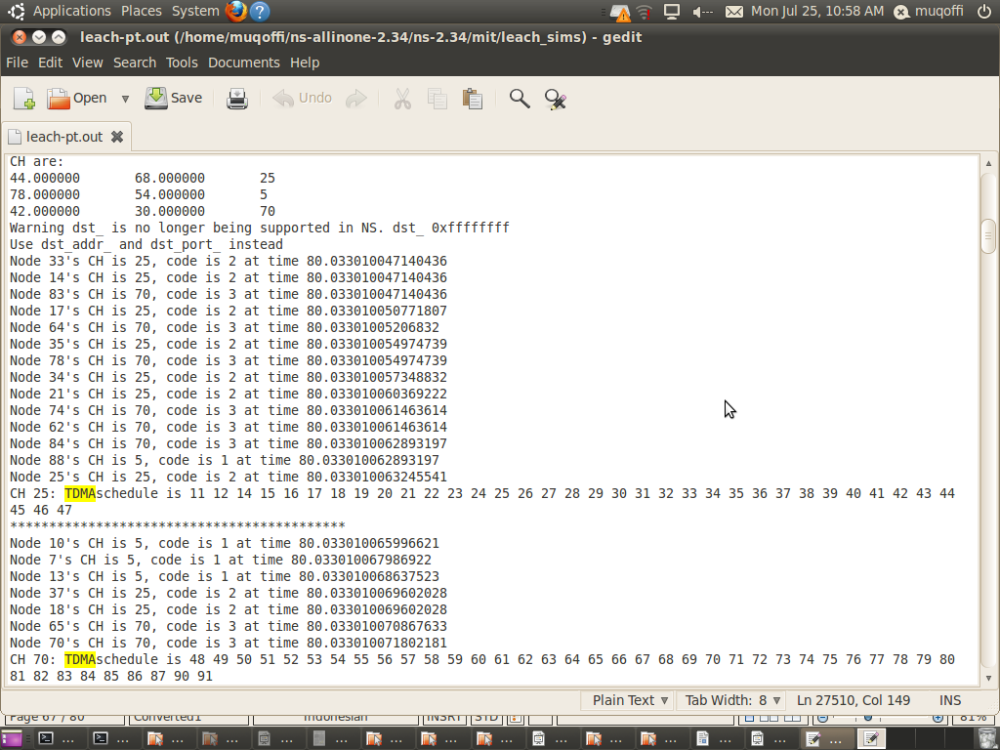 Applications Places System Mon Jul 25, 10:58 AM muqoffi
leach-pt.out (/home/muqoffi/ns-allinone-2.34/ns-2.34/mit/leach_sims) - gedit
File Edit View Search Tools Documents Help
Open Save Undo
leach-pt.out
CH are:
44.000000 68.000000 25
78.000000 54.000000 5
42.000000 30.000000 70
Warning dst_ is no longer being supported in NS. dst_ 0xffffffff
Use dst_addr_ and dst_port_ instead
Node 33's CH is 25, code is 2 at time 80.033010047140436
Node 14's CH is 25, code is 2 at time 80.033010047140436
Node 83's CH is 70, code is 3 at time 80.033010047140436
Node 17's CH is 25, code is 2 at time 80.033010050771807
Node 64's CH is 70, code is 3 at time 80.03301005206832
Node 35's CH is 25, code is 2 at time 80.033010054974739
Node 78's CH is 70, code is 3 at time 80.033010054974739
Node 34's CH is 25, code is 2 at time 80.033010057348832
Node 21's CH is 25, code is 2 at time 80.033010060369222
Node 74's CH is 70, code is 3 at time 80.033010061463614
Node 62's CH is 70, code is 3 at time 80.033010061463614
Node 84's CH is 70, code is 3 at time 80.033010062893197
Node 88's CH is 5, code is 1 at time 80.033010062893197
Node 25's CH is 25, code is 2 at time 80.033010063245541
CH 25: TDMAschedule is 11 12 14 15 16 17 18 19 20 21 22 23 24 25 26 27 28 29 30 31 32 33 34 35 36 37 38 39 40 41 42 43 44
45 46 47
*******************************************
Node 10's CH is 5, code is 1 at time 80.033010065996621
Node 7's CH is 5, code is 1 at time 80.033010067986922
Node 13's CH is 5, code is 1 at time 80.033010068637523
Node 37's CH is 25, code is 2 at time 80.033010069602028
Node 18's CH is 25, code is 2 at time 80.033010069602028
Node 65's CH is 70, code is 3 at time 80.033010070867633
Node 70's CH is 70, code is 3 at time 80.033010071802181
CH 70: TDMAschedule is 48 49 50 51 52 53 54 55 56 57 58 59 60 61 62 63 64 65 66 67 68 69 70 71 72 73 74 75 76 77 78 79 80
81 82 83 84 85 86 87 90 91
Plain Text Tab Width: 8 Ln 27510, Col 149 INS
Page 67 / 80 Converted1 Indonesian INSRT STD 81%
... ... ... ... ... ... ... ... ... ... ... ... ... ... ... ...